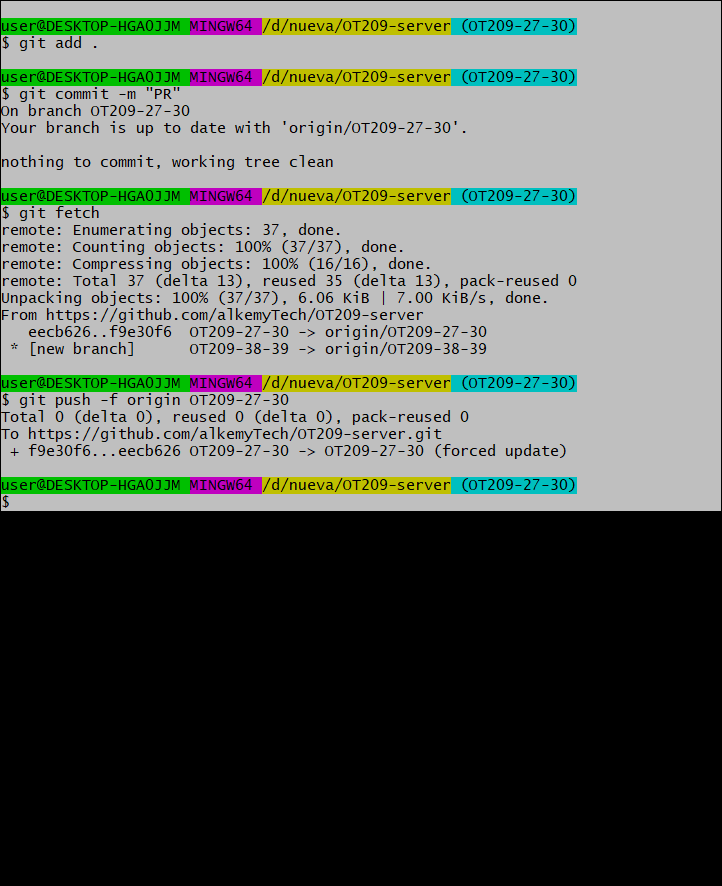 user@DESKTOP-HGAOJJM MINGW64 /d/nueva/OT209-server (OT209-27-30)
$ git add .
user@DESKTOP-HGAOJJM MINGW64 /d/nueva/OT209-server (OT209-27-30)
$ git commit -m "PR"
On branch OT209-27-30
Your branch is up to date with 'origin/OT209-27-30'.
nothing to commit, working tree clean
user@DESKTOP-HGAOJJM MINGW64 /d/nueva/OT209-server (OT209-27-30)
$ git fetch
remote: Enumerating objects: 37, done.
remote: Counting objects: 100% (37/37), done.
remote: Compressing objects: 100% (16/16), done.
remote: Total 37 (delta 13), reused 35 (delta 13), pack-reused 0
Unpacking objects: 100% (37/37), 6.06 KiB | 7.00 KiB/s, done.
From https://github.com/alkemyTech/OT209-server
   eecb626..f9e30f6  OT209-27-30 -> origin/OT209-27-30
 * [new branch]      OT209-38-39 -> origin/OT209-38-39
user@DESKTOP-HGAOJJM MINGW64 /d/nueva/OT209-server (OT209-27-30)
$ git push -f origin OT209-27-30
Total 0 (delta 0), reused 0 (delta 0), pack-reused 0
To https://github.com/alkemyTech/OT209-server.git
 + f9e30f6...eecb626 OT209-27-30 -> OT209-27-30 (forced update)
user@DESKTOP-HGAOJJM MINGW64 /d/nueva/OT209-server (OT209-27-30)
$